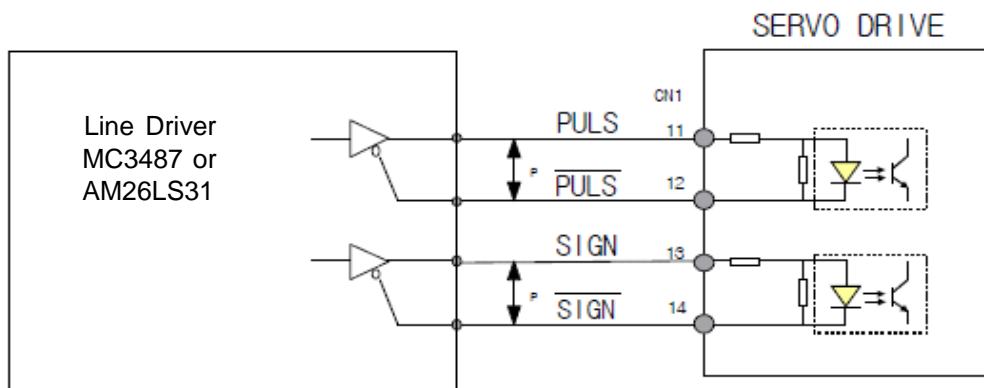 SERVO DRIVE
CN1
Line Driver
MC3487 or
AM26LS31
PULS 11
P
PULS 12
SIGN 13
P
SIGN 14